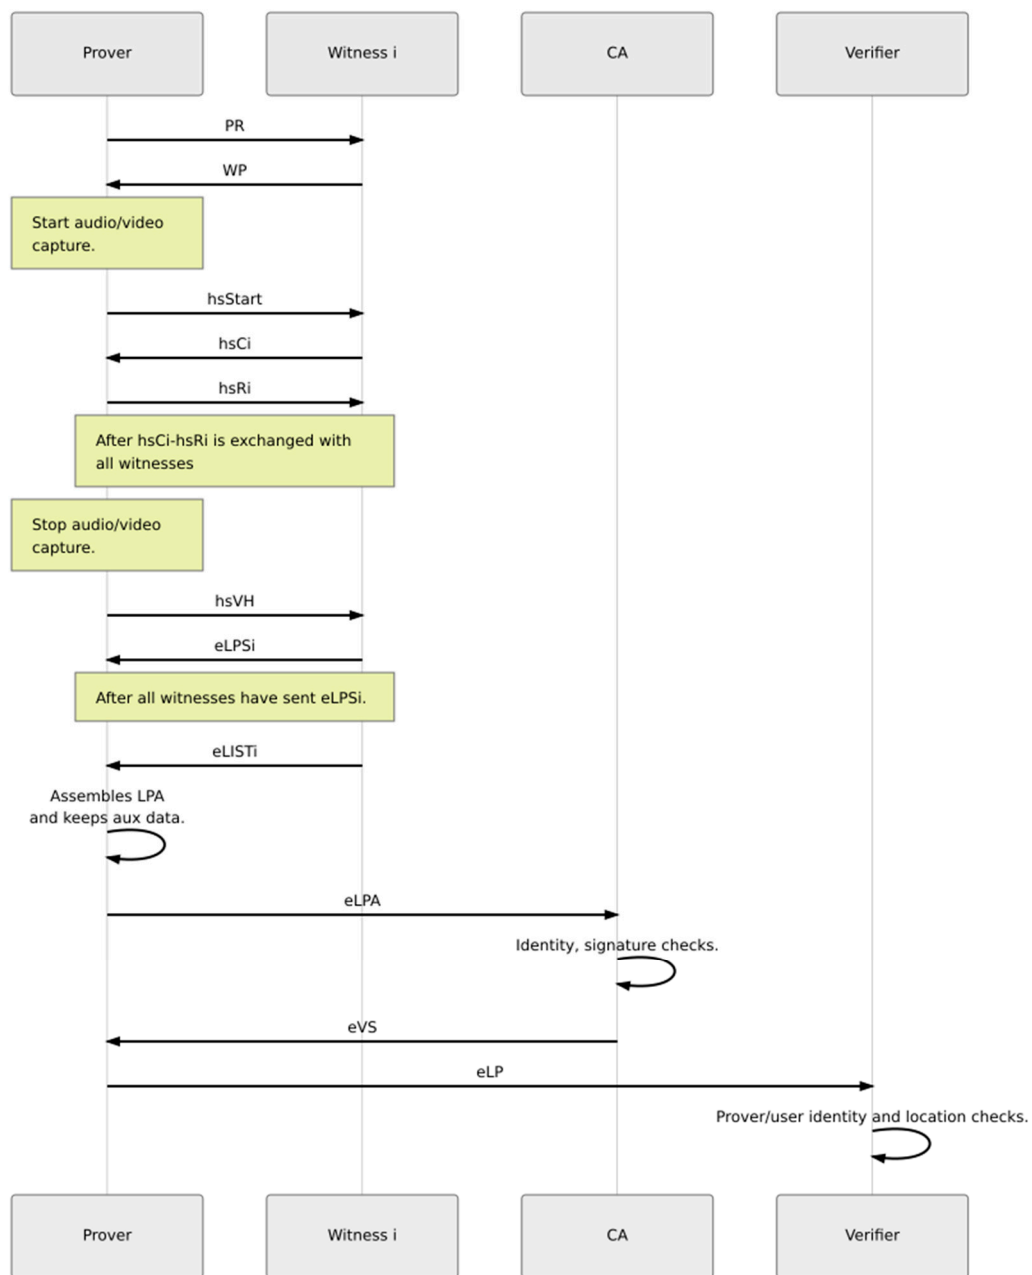 Prover
Witness i
CA
Verifier
PR
WP
Start audio/video
capture.
hsStart
hsCi
hsRi
After hsCi-hsRi is exchanged with
all witnesses
Stop audio/video
capture.
hsVH
eLPSi
After all witnesses have sent eLPSi.
eLISTi
Assembles LPA
and keeps aux data.
eLPA
Identity, signature checks.
eVS
eLP
Prover/user identity and location checks.
Prover
Witness i
CA
Verifier